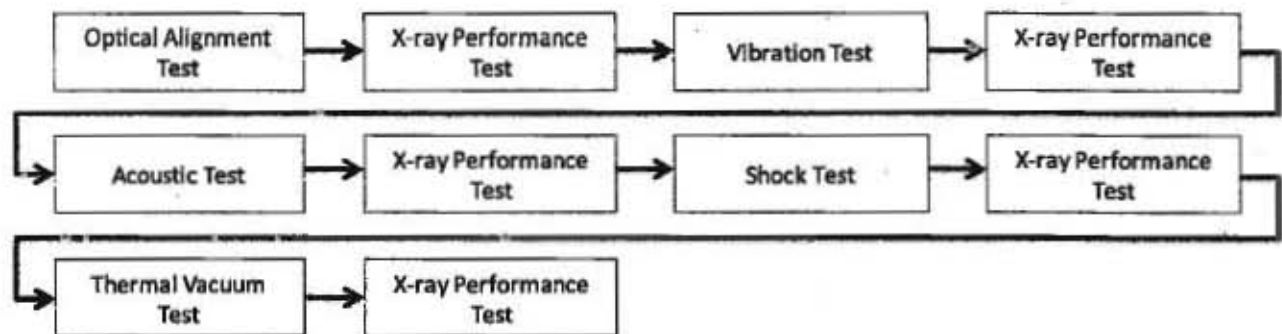 Optical Alignment
Test
X-ray Performance
Test
Vibration Test
X-ray Performance
Test
Acoustic Test
X-ray Performance
Test
Shock Test
X-ray Performance
Test
Thermal Vacuum
Test
X-ray Performance
Test